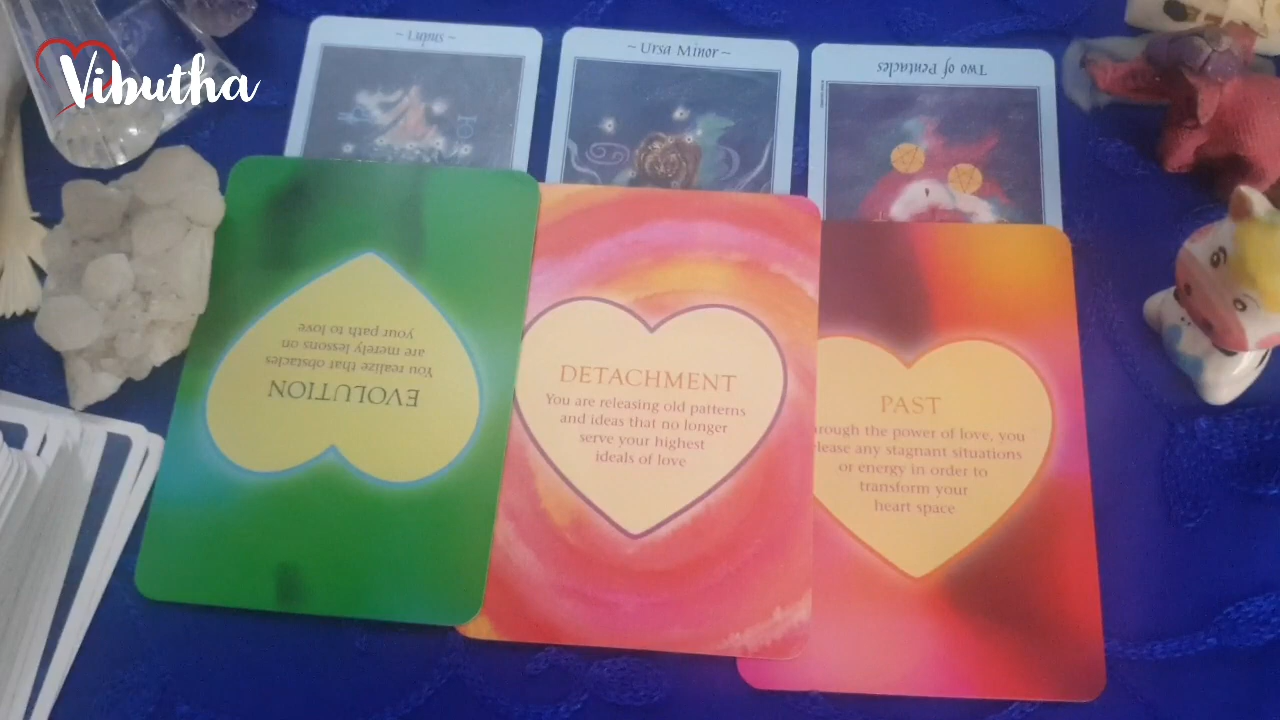 Vibutha
~ Lupus ~
~ Ursa Minor ~
Two of Pentacles
EVOLUTION
You realize that obstacles
are merely lessons on
your path to love
DETACHMENT
You are releasing old patterns
and ideas that no longer
serve your highest
ideals of love
PAST
rough the power of love, you
lease any stagnant situations
or energy in order to
transform your
heart space